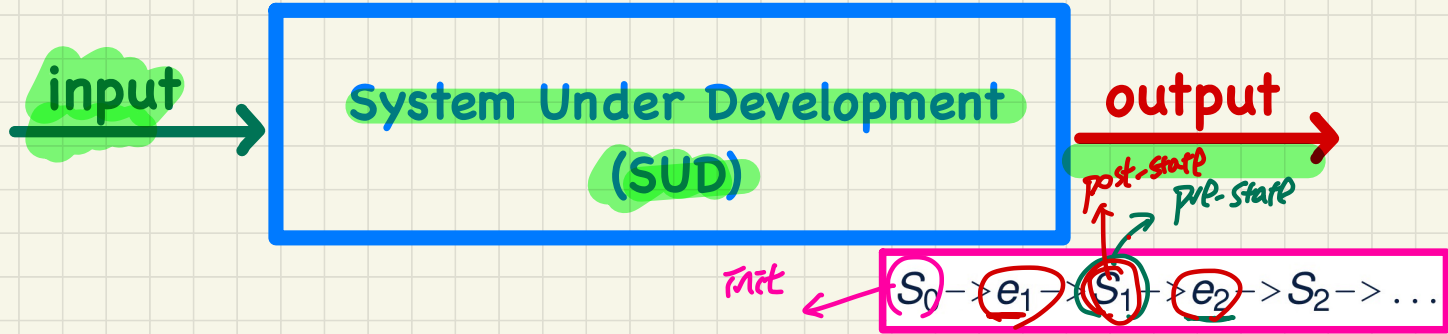 input
System Under Development
(SUD)
output
post-state
pre-state
init
S₀ -> e₁ -> S₁ -> e₂ -> S₂ -> ...